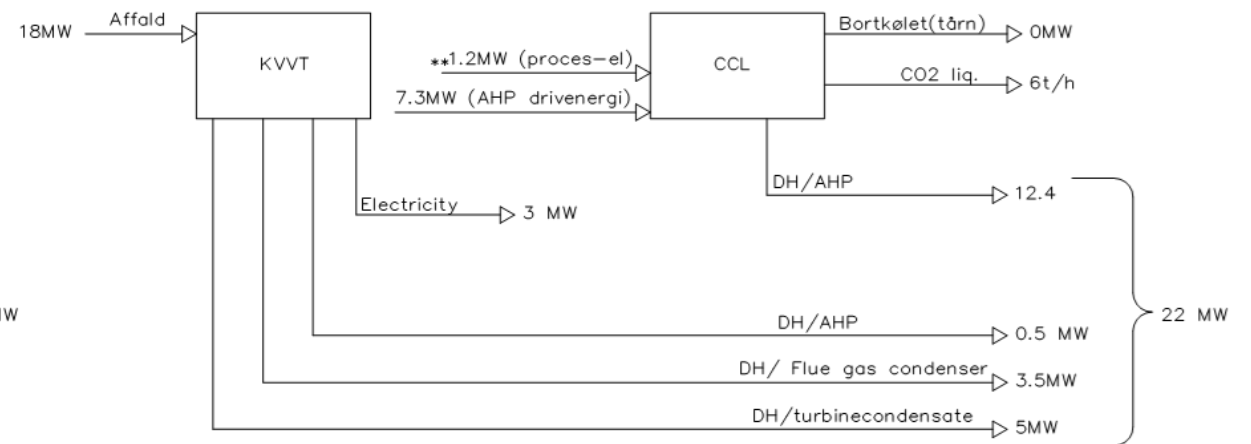 Affald
18MW
KVVT
**1.2MW (proces-el)
7.3MW (AHP drivenergi)
CCL
Bortkølet(tårn)
0MW
CO2 liq.
6t/h
DH/AHP
12.4
Electricity
3 MW
DH/AHP
0.5 MW
22 MW
DH/ Flue gas condenser
3.5MW
DH/turbinecondensate
5MW